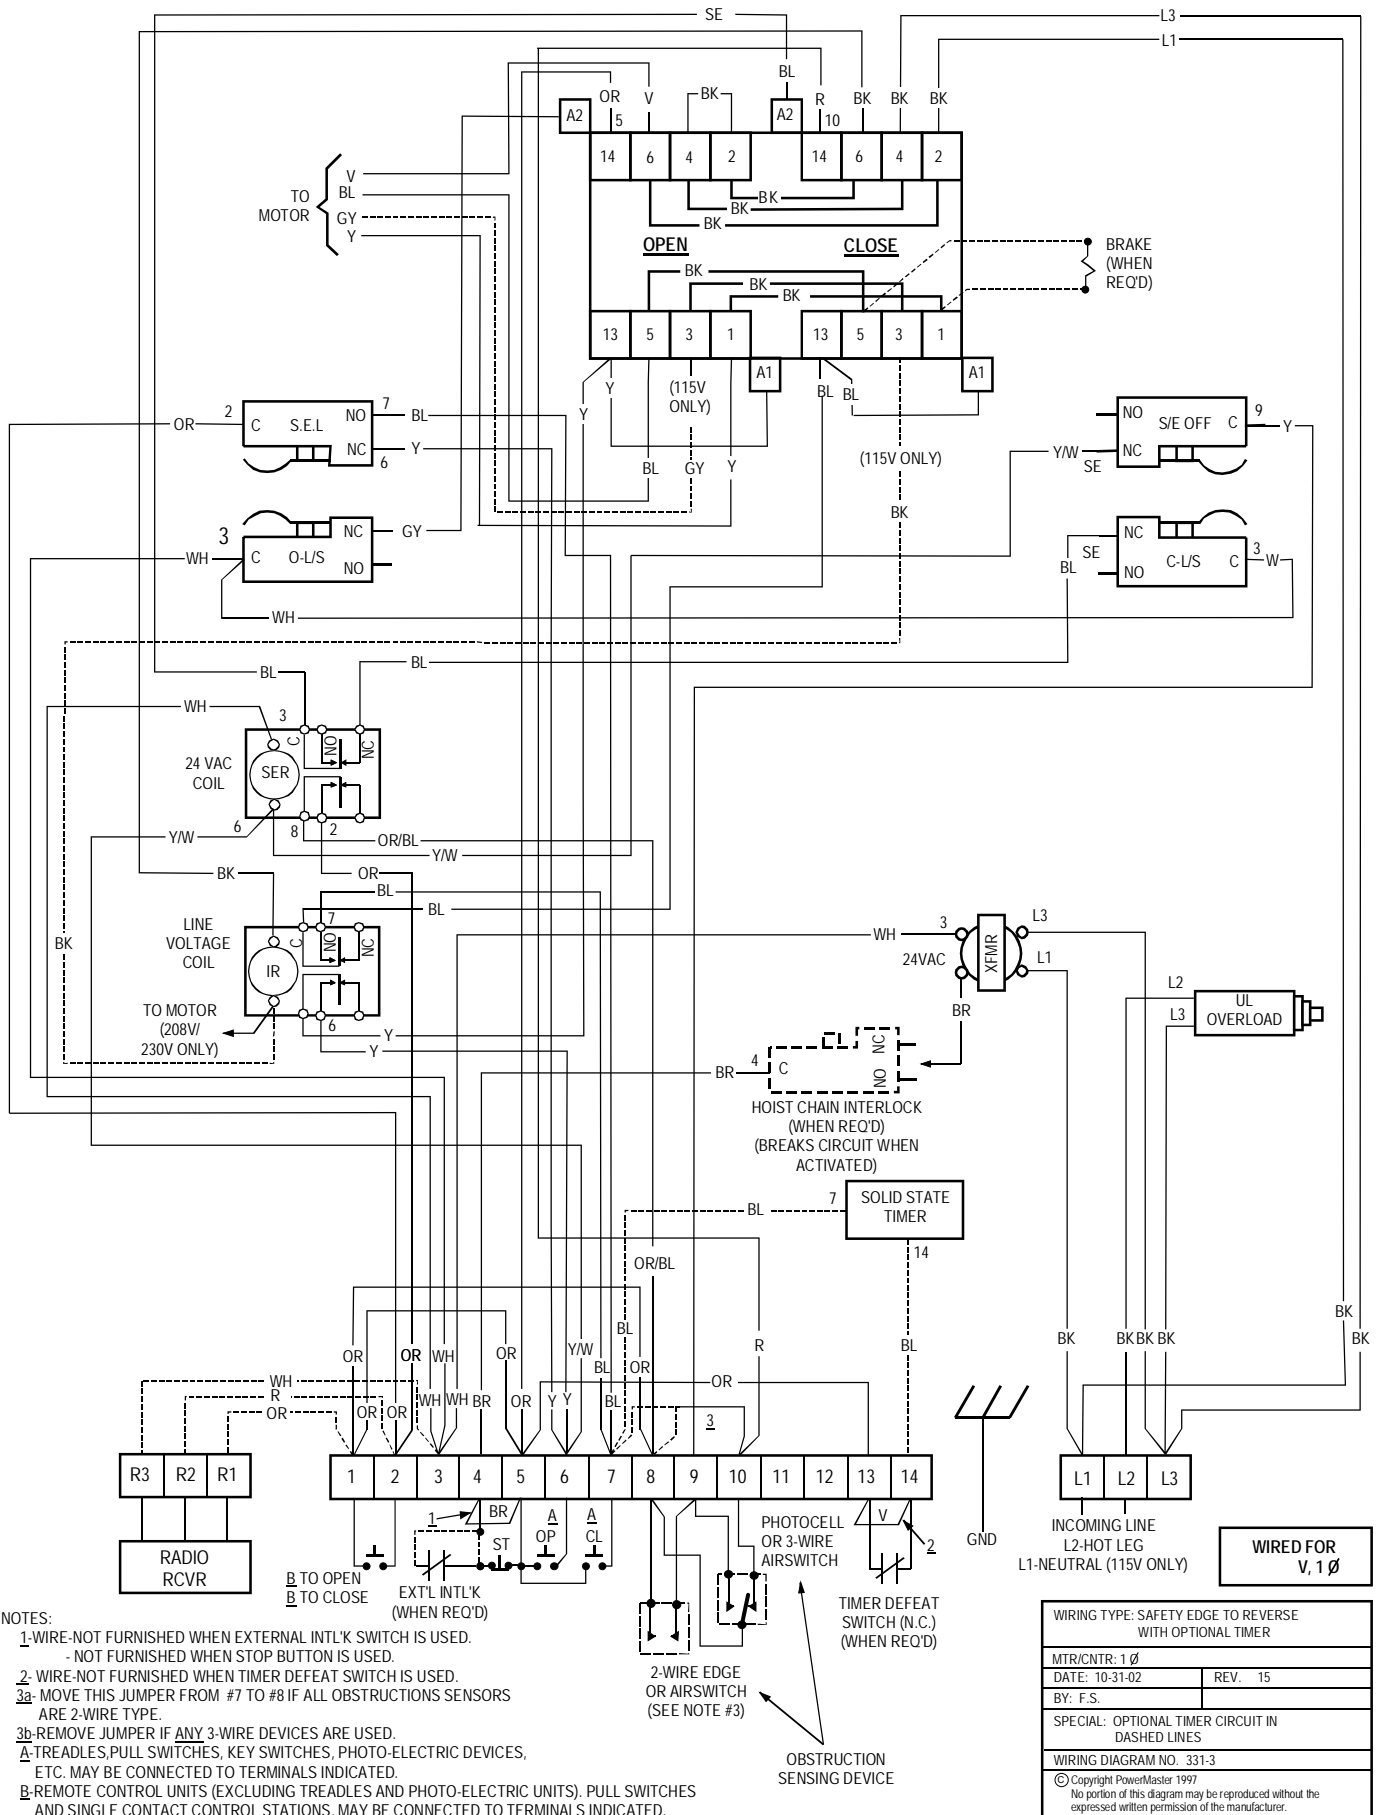 SE
L3
L1
BL
OR
V
BK
R
BK
BK
BK
A2
5
A2
10
14
6
4
2
14
6
4
2
TO
MOTOR
V
BL
GY
Y
BK
BK
BK
OPEN
CLOSE
BRAKE
(WHEN
REQ'D)
BK
BK
BK
13
5
3
1
13
5
3
1
A1
A1
Y
Y
(115V
ONLY)
BL
BL
BL
GY
Y
(115V ONLY)
BK
OR
2
C
S.E.L
NO
7
BL
NC
6
Y
NO
S/E OFF
C
9
Y
Y/W
NC
SE
3
WH
C
O-L/S
NC
GY
NO
NC
SE
BL
NO
C-L/S
C
3
W
WH
BL
BL
WH
3
C
NO
NC
24 VAC
COIL
SER
6
8
2
Y/W
OR/BL
Y/W
BK
OR
BL
BL
7
LINE
VOLTAGE
COIL
C
NO
NC
IR
BK
TO MOTOR
(208V/
230V ONLY)
6
Y
Y
WH
3
24VAC
XFMR
L3
L1
BR
L2
L3
UL
OVERLOAD
BR
4
C
NC
NO
HOIST CHAIN INTERLOCK
(WHEN REQ'D)
(BREAKS CIRCUIT WHEN
ACTIVATED)
BL
7
SOLID STATE
TIMER
14
OR/BL
BK
BK
BK
BK
BK
BL
R
BL
OR
OR
WH
OR
Y/W
BL
OR
OR
WH
R
OR
OR
OR
WH
WH
BR
OR
Y
Y
BL
3
R3
R2
R1
1
2
3
4
5
6
7
8
9
10
11
12
13
14
L1
L2
L3
RADIO
RCVR
1
BR
ST
A
OP
A
CL
B TO OPEN
B TO CLOSE
EXT'L INTL'K
(WHEN REQ'D)
PHOTOCELL
OR 3-WIRE
AIRSWITCH
V
2
TIMER DEFEAT
SWITCH (N.C.)
(WHEN REQ'D)
GND
INCOMING LINE
L2-HOT LEG
L1-NEUTRAL (115V ONLY)
WIRED FOR
V, 1 Ø
2-WIRE EDGE
OR AIRSWITCH
(SEE NOTE #3)
OBSTRUCTION
SENSING DEVICE
NOTES:
1-WIRE-NOT FURNISHED WHEN EXTERNAL INTL'K SWITCH IS USED.
- NOT FURNISHED WHEN STOP BUTTON IS USED.
2- WIRE-NOT FURNISHED WHEN TIMER DEFEAT SWITCH IS USED.
3a- MOVE THIS JUMPER FROM #7 TO #8 IF ALL OBSTRUCTIONS SENSORS
ARE 2-WIRE TYPE.
3b-REMOVE JUMPER IF ANY 3-WIRE DEVICES ARE USED.
A-TREADLES,PULL SWITCHES, KEY SWITCHES, PHOTO-ELECTRIC DEVICES,
ETC. MAY BE CONNECTED TO TERMINALS INDICATED.
B-REMOTE CONTROL UNITS (EXCLUDING TREADLES AND PHOTO-ELECTRIC UNITS). PULL SWITCHES
AND SINGLE CONTACT CONTROL STATIONS, MAY BE CONNECTED TO TERMINALS INDICATED.
WIRING TYPE: SAFETY EDGE TO REVERSE
WITH OPTIONAL TIMER
MTR/CNTR: 1 Ø
DATE: 10-31-02
REV. 15
BY: F.S.
SPECIAL: OPTIONAL TIMER CIRCUIT IN
DASHED LINES
WIRING DIAGRAM NO. 331-3
© Copyright PowerMaster 1997
No portion of this diagram may be reproduced without the
expressed written permission of the manufacturer.